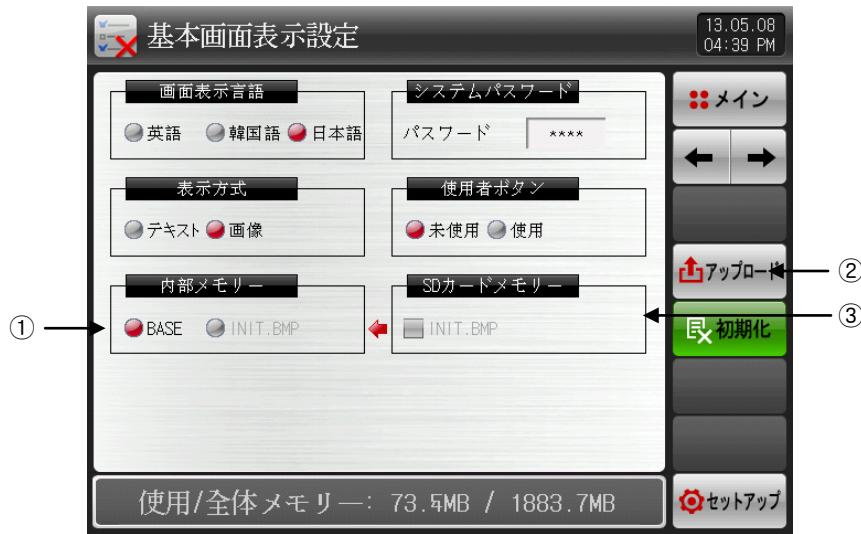 基本画面表示設定
13.05.08
04:39 PM
画面表示言語
英語 韓国語 日本語
システムパスワード
パスワード ****
メイン
表示方式
テキスト 画像
使用者ボタン
未使用 使用
アップロード
②
内部メモリー
① BASE INIT.BMP
SDカードメモリー
INIT.BMP
③
初期化
使用/全体メモリー: 73.5MB / 1883.7MB
セットアップ